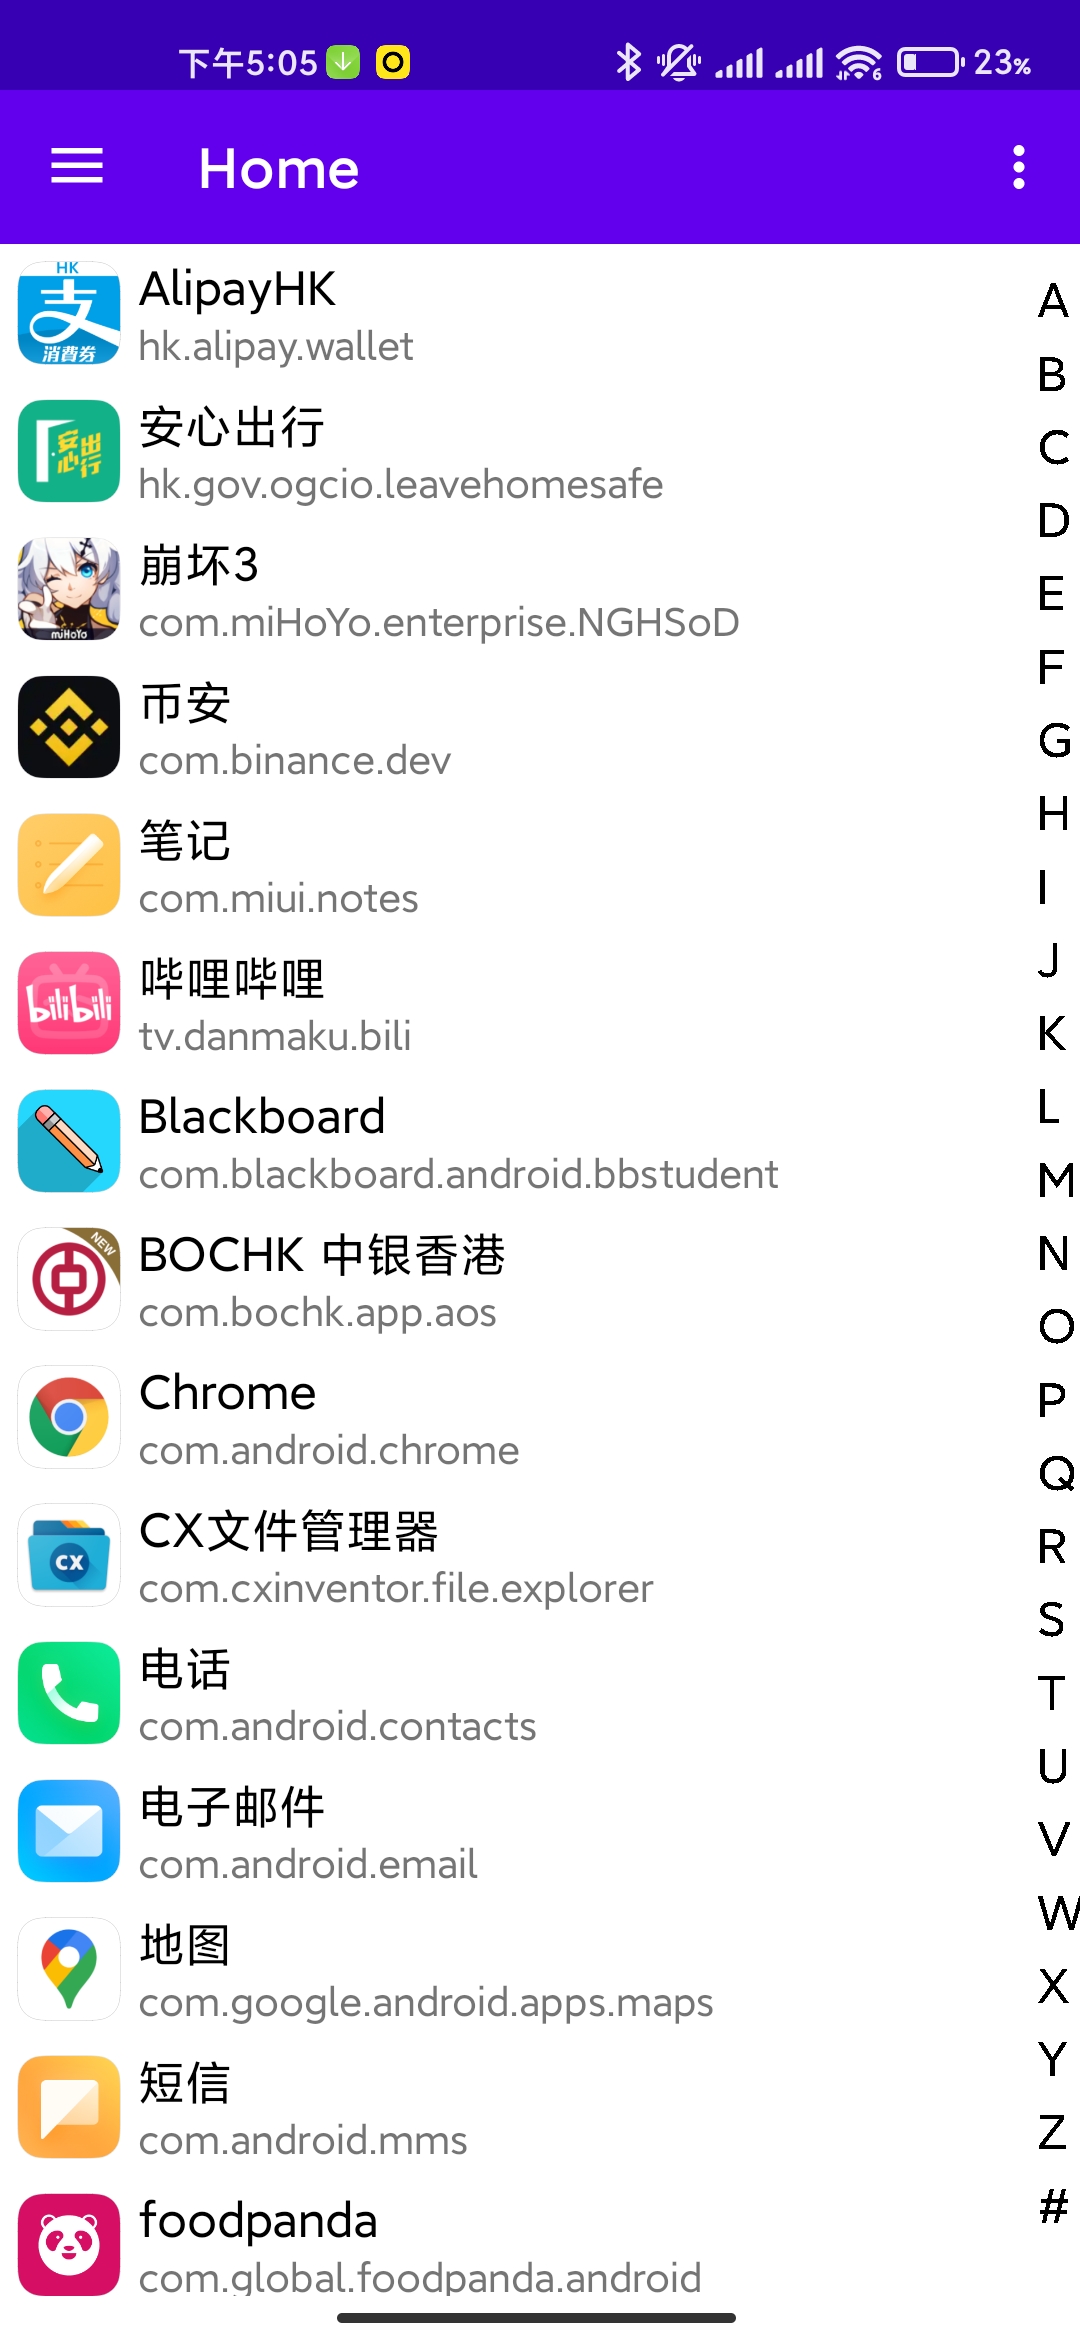 下午5:05
6
23%
Home
HK
支
消費券
AlipayHK
hk.alipay.wallet
安心出行
安心出行
hk.gov.ogcio.leavehomesafe
miHoYo
崩坏3
com.miHoYo.enterprise.NGHSoD
币安
com.binance.dev
笔记
com.miui.notes
bilibili
哔哩哔哩
tv.danmaku.bili
Blackboard
com.blackboard.android.bbstudent
NEW
BOCHK 中银香港
com.bochk.app.aos
Chrome
com.android.chrome
CX
CX文件管理器
com.cxinventor.file.explorer
电话
com.android.contacts
电子邮件
com.android.email
地图
com.google.android.apps.maps
短信
com.android.mms
foodpanda
com.global.foodpanda.android
A
B
C
D
E
F
G
H
I
J
K
L
M
N
O
P
Q
R
S
T
U
V
W
X
Y
Z
#